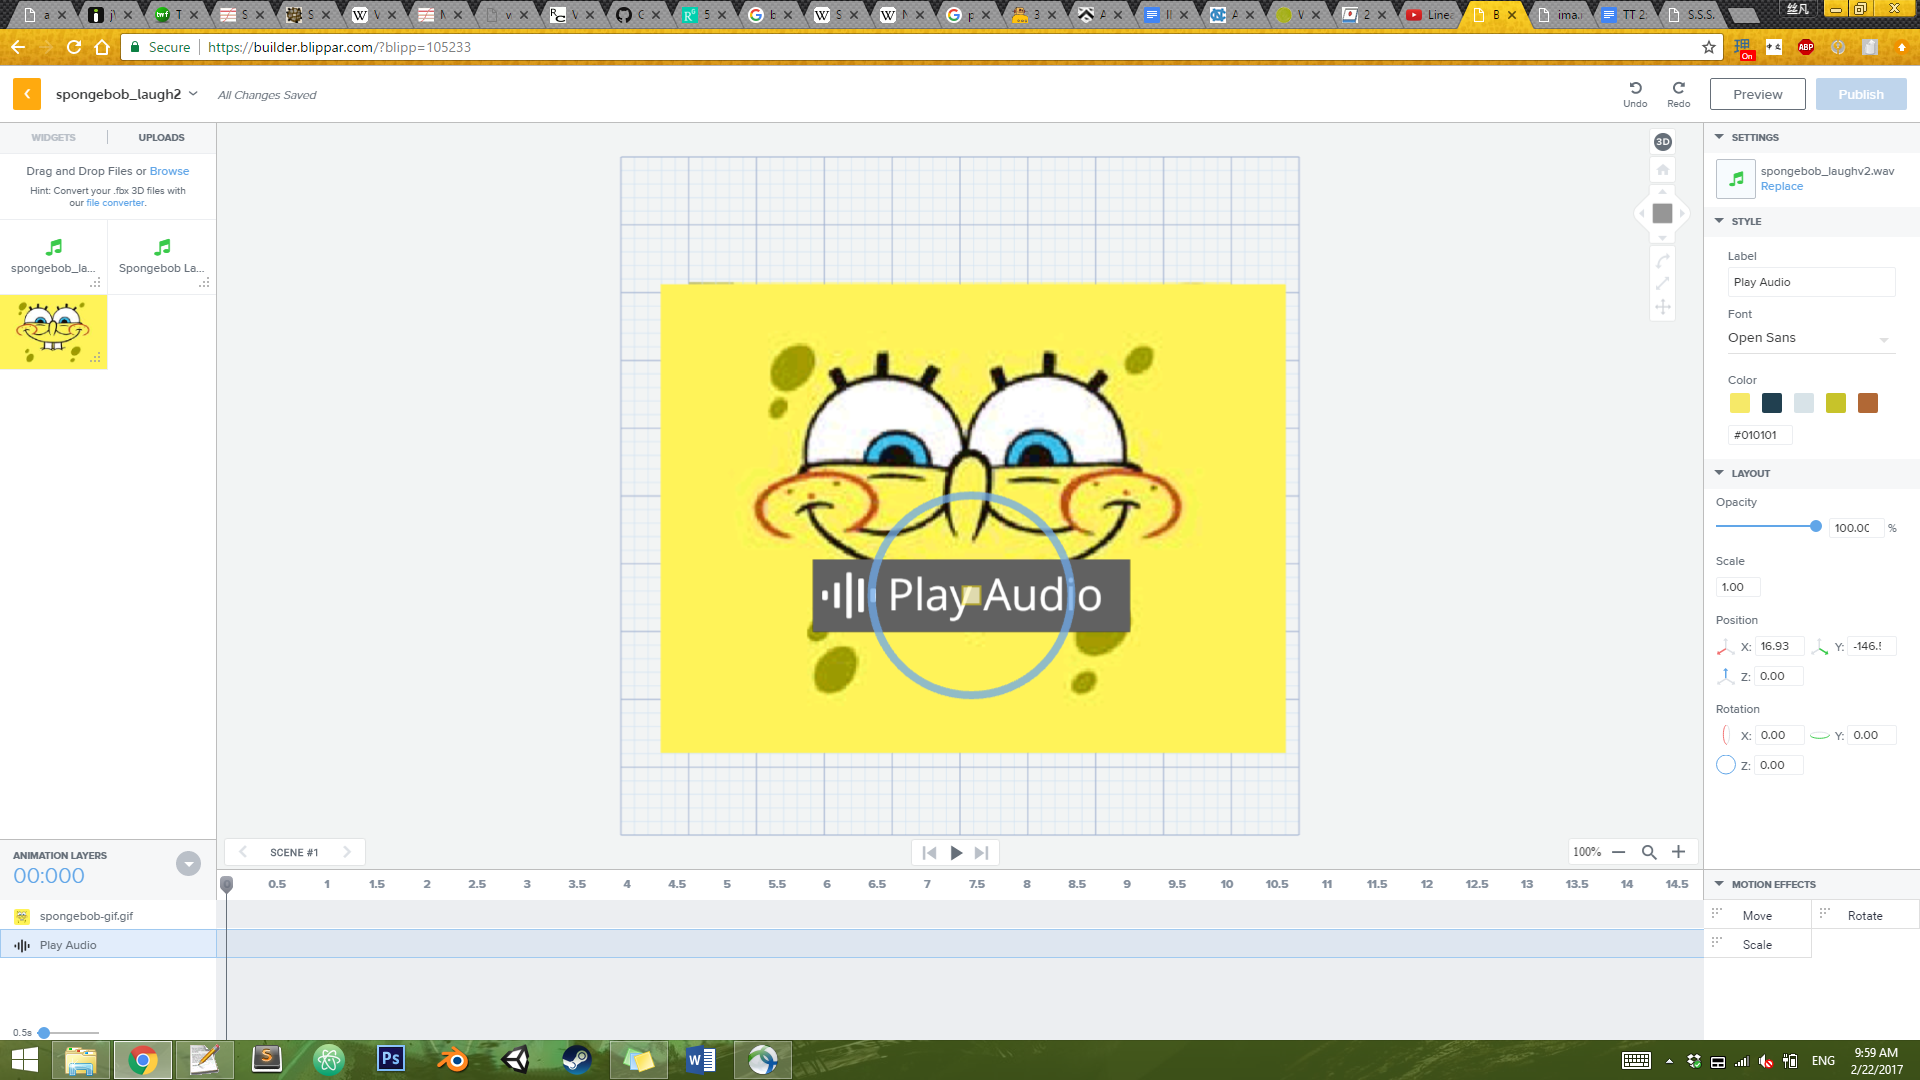 Secure
https://builder.blippar.com/?blipp=105233
ABP
On
spongebob_laugh2
All Changes Saved
Undo
Redo
Preview
Publish
WIDGETS
UPLOADS
Drag and Drop Files or Browse
Hint: Convert your .fbx 3D files with
our file converter.
spongebob_la...
Spongebob La...
3D
Play Audio
SETTINGS
spongebob_laughv2.wav
Replace
STYLE
Label
Play Audio
Font
Open Sans
Color
#010101
LAYOUT
Opacity
100.00 %
Scale
1.00
Position
X: 16.93
Y: -146.5
Z: 0.00
Rotation
X: 0.00
Y: 0.00
Z: 0.00
ANIMATION LAYERS
00:000
SCENE #1
100%
0 0.5 1 1.5 2 2.5 3 3.5 4 4.5 5 5.5 6 6.5 7 7.5 8 8.5 9 9.5 10 10.5 11 11.5 12 12.5 13 13.5 14 14.5
MOTION EFFECTS
spongebob-gif.gif
Play Audio
Move
Rotate
Scale
0.5s
Ps
ENG
9:59 AM
2/22/2017